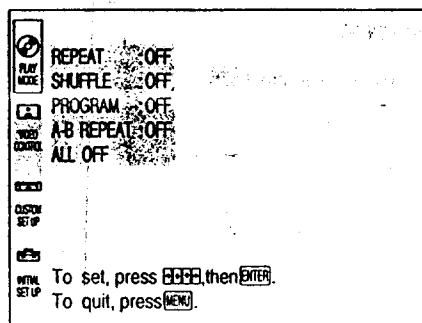 PLAY
MODE
REPEAT OFF
SHUFFLE OFF
PROGRAM OFF
A-B REPEAT OFF
ALL OFF
VIDEO
CONTROL
CUSTOM
SET UP
INITIAL
SET UP
To set, press , then ENTER.
To quit, press MENU.